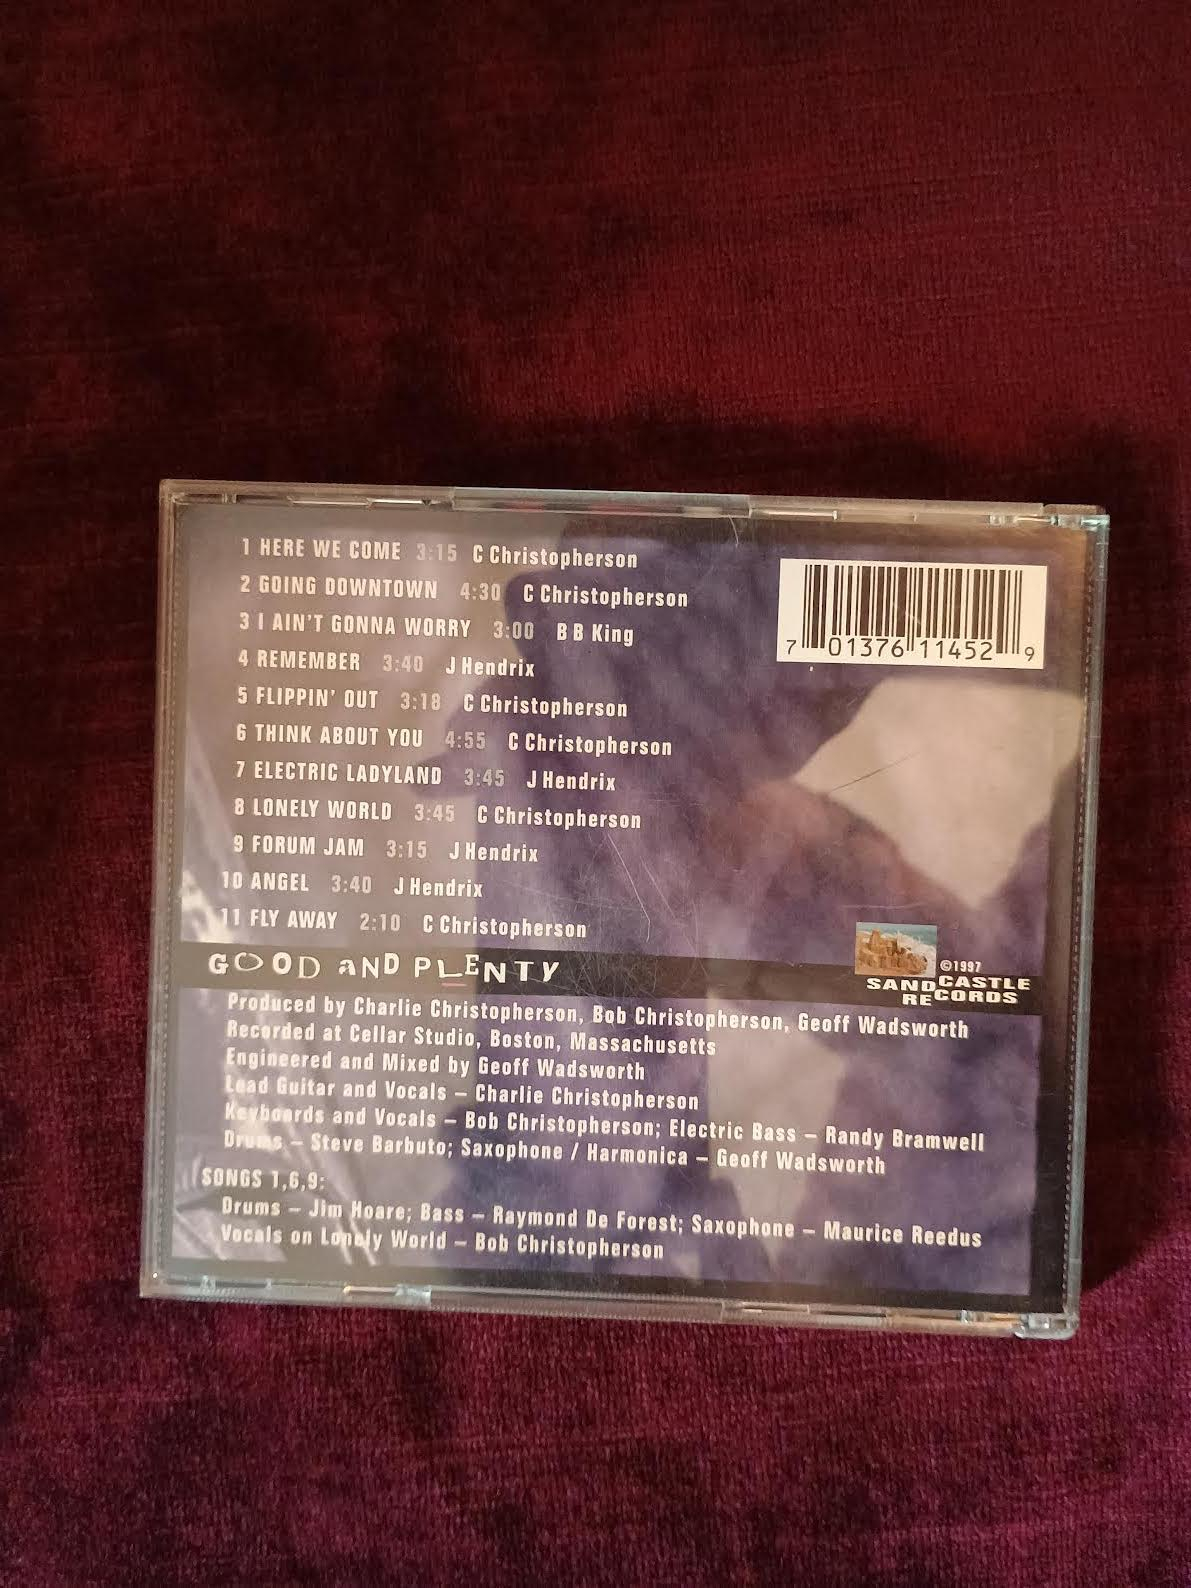 1 HERE WE COME 3:15 C Christopherson
2 GOING DOWNTOWN 4:30 C Christopherson
3 I AIN'T GONNA WORRY 3:00 B B King
4 REMEMBER 3:40 J Hendrix
5 FLIPPIN' OUT 3:18 C Christopherson
6 THINK ABOUT YOU 4:55 C Christopherson
7 ELECTRIC LADYLAND 3:45 J Hendrix
8 LONELY WORLD 3:45 C Christopherson
9 FORUM JAM 3:15 J Hendrix
10 ANGEL 3:40 J Hendrix
11 FLY AWAY 2:10 C Christopherson
7 01376 11452 9
GOOD AND PLENTY
©1997
SANDCASTLE
RECORDS
Produced by Charlie Christopherson, Bob Christopherson, Geoff Wadsworth
Recorded at Cellar Studio, Boston, Massachusetts
Engineered and Mixed by Geoff Wadsworth
Lead Guitar and Vocals – Charlie Christopherson
Keyboards and Vocals – Bob Christopherson; Electric Bass – Randy Bramwell
Drums – Steve Barbuto; Saxophone / Harmonica – Geoff Wadsworth
SONGS 1,6,9:
Drums – Jim Hoare; Bass – Raymond De Forest; Saxophone – Maurice Reedus
Vocals on Lonely World – Bob Christopherson